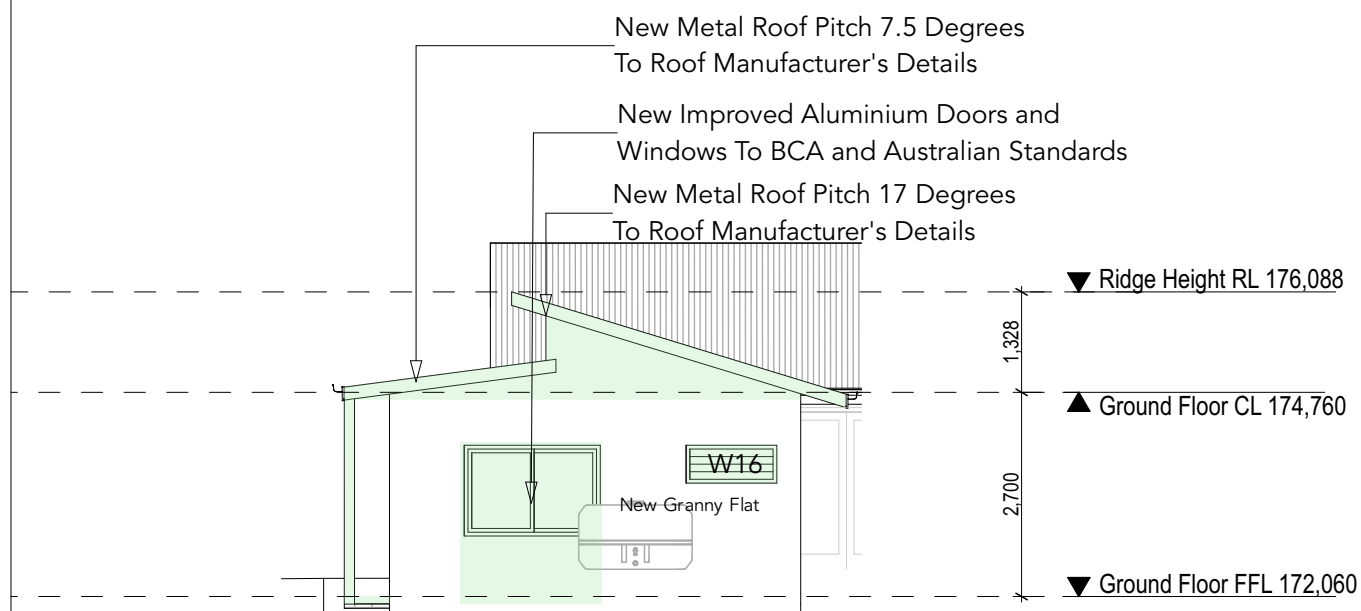 New Metal Roof Pitch 7.5 Degrees
To Roof Manufacturer's Details
New Improved Aluminium Doors and
Windows To BCA and Australian Standards
New Metal Roof Pitch 17 Degrees
To Roof Manufacturer's Details
Ridge Height RL 176,088
1,328
Ground Floor CL 174,760
W16
2,700
New Granny Flat
Ground Floor FFL 172,060